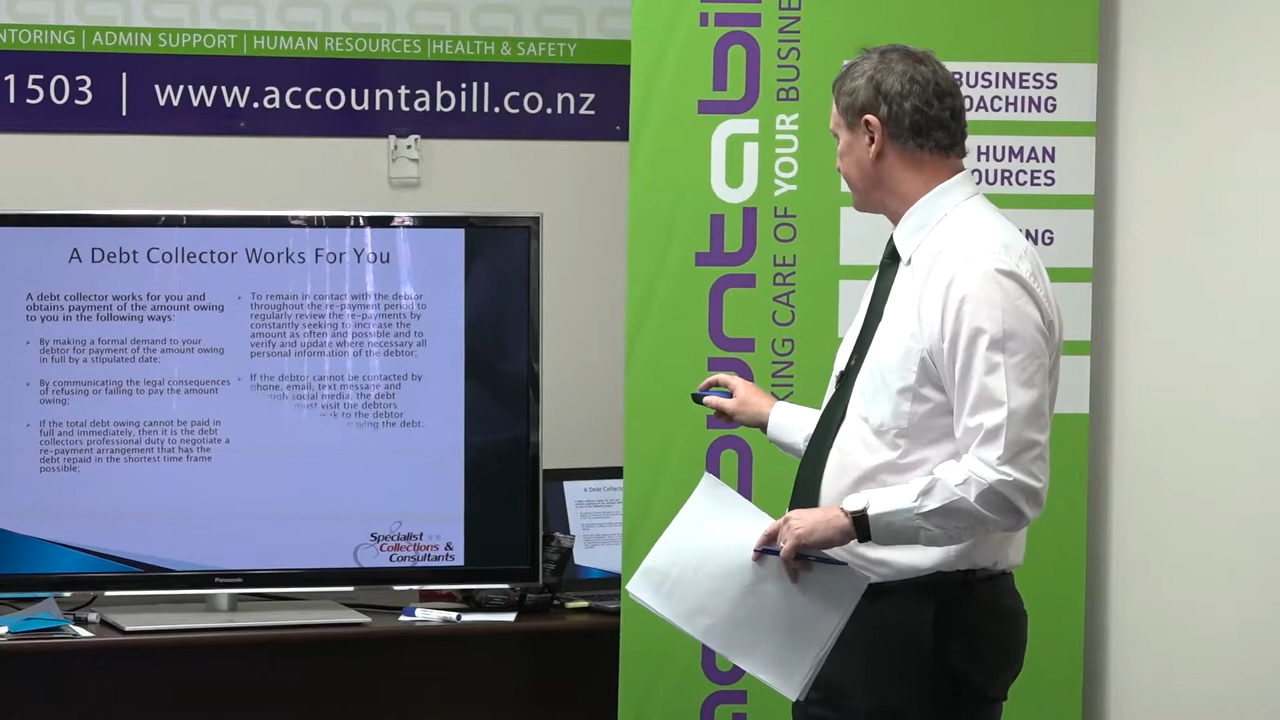 NTORING | ADMIN SUPPORT | HUMAN RESOURCES |HEALTH & SAFETY
1503 | www.accountabill.co.nz
A Debt Collector Works For You
A debt collector works for you and
obtains payment of the amount owing
to you in the following ways:
➢ By making a formal demand to your
debtor for payment of the amount owing
in full by a stipulated date;
➢ By communicating the legal consequences
of refusing or failing to pay the amount
owing;
➢ If the total debt owing cannot be paid in
full and immediately, then it is the debt
collectors professional duty to negotiate a
re-payment arrangement that has the
debt repaid in the shortest time frame
possible;
➢ To remain in contact with the debtor
throughout the re-payment period to
regularly review the re-payments by
constantly seeking to increase the
amount as often and possible and to
verify and update where necessary all
personal information of the debtor;
➢ If the debtor cannot be contacted by
phone, email, text message and
ugh social media, the debt
must visit the debtors
k to the debtor
paying the debt.
Specialist
Collections &
Consultants
Panasonic
A Debt Collecto
ccountabil
KING CARE OF YOUR BUSINE
BUSINESS
OACHING
HUMAN
OURCES
NG